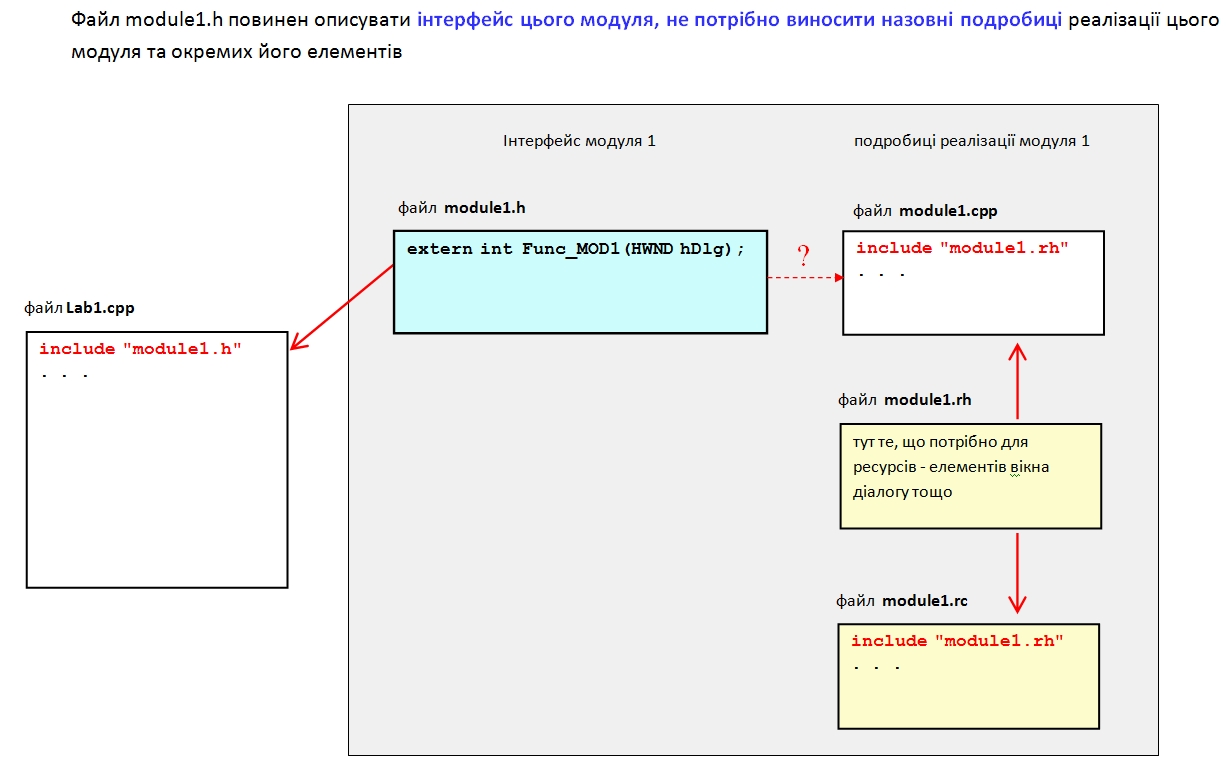 Файл module1.h повинен описувати інтерфейс цього модуля, не потрібно виносити назовні подробиці реалізації цього
модуля та окремих його елементів
Інтерфейс модуля 1
подробиці реалізації модуля 1
файл module1.h
extern int Func_MOD1(HWND hDlg);
?
файл module1.cpp
include "module1.rh"
. . .
файл Lab1.cpp
include "module1.h"
. . .
файл module1.rh
тут те, що потрібно для
ресурсів - елементів вікна
діалогу тощо
файл module1.rc
include "module1.rh"
. . .